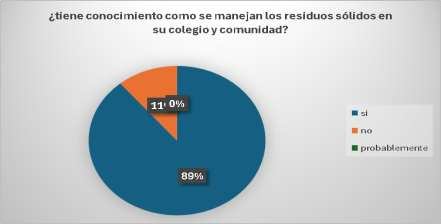 ¿tiene conocimiento como se manejan los residuos sólidos en
su colegio y comunidad?
11%
0%
89%
si
no
probablemente